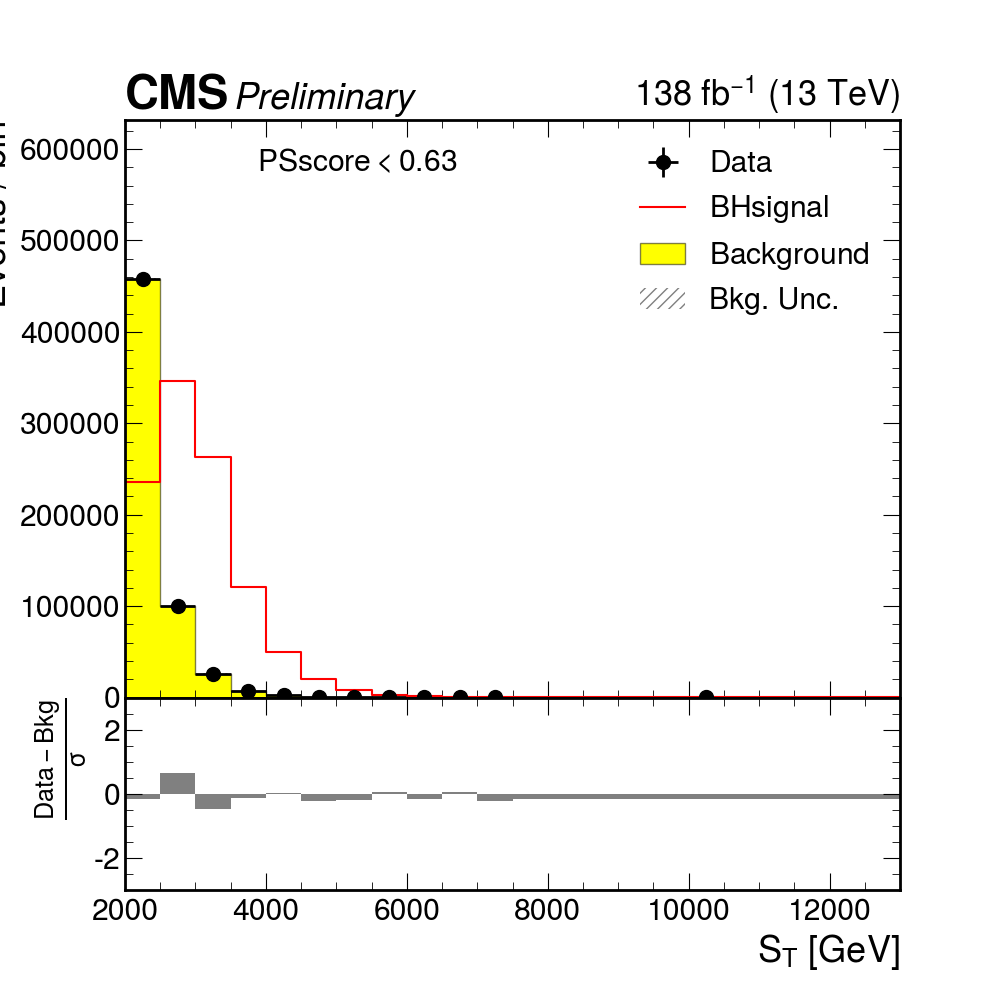 CMS Preliminary 138 fb⁻¹ (13 TeV)
PSscore < 0.63
Data
BHsignal
Background
Bkg. Unc.
Events / bin
600000
500000
400000
300000
200000
100000
0
Data – Bkg
σ
2
0
-2
2000 4000 6000 8000 10000 12000
S_T [GeV]